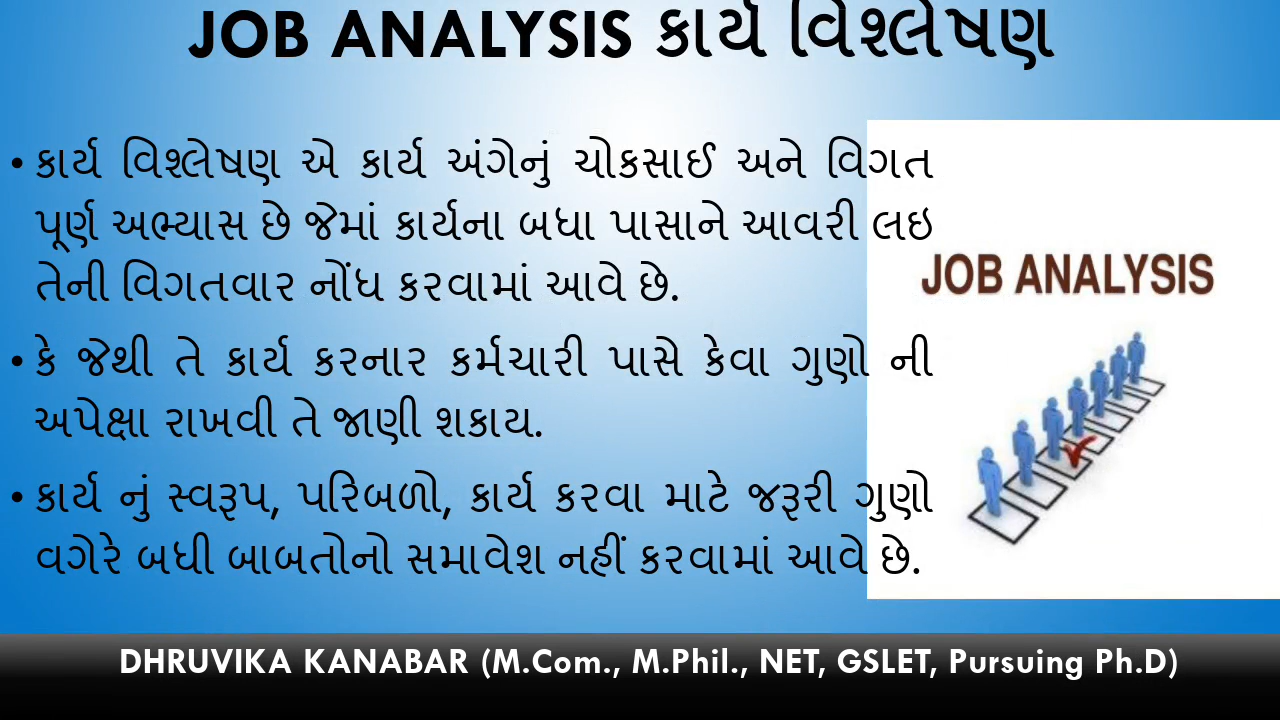 JOB ANALYSIS કાર્ય વિશ્લેષણ
• કાર્ય વિશ્લેષણ એ કાર્ય અંગેનું ચોકસાઈ અને વિગત
પૂર્ણ અભ્યાસ છે જેમાં કાર્યના બધા પાસાને આવરી લઇ
તેની વિગતવાર નોંધ કરવામાં આવે છે.
• કે જેથી તે કાર્ય કરનાર કર્મચારી પાસે કેવા ગુણો ની
અપેક્ષા રાખવી તે જાણી શકાય.
• કાર્ય નું સ્વરૂપ, પરિબળો, કાર્ય કરવા માટે જરૂરી ગુણો
વગેરે બધી બાબતોનો સમાવેશ નહીં કરવામાં આવે છે.
JOB ANALYSIS
DHRUVIKA KANABAR (M.Com., M.Phil., NET, GSLET, Pursuing Ph.D)